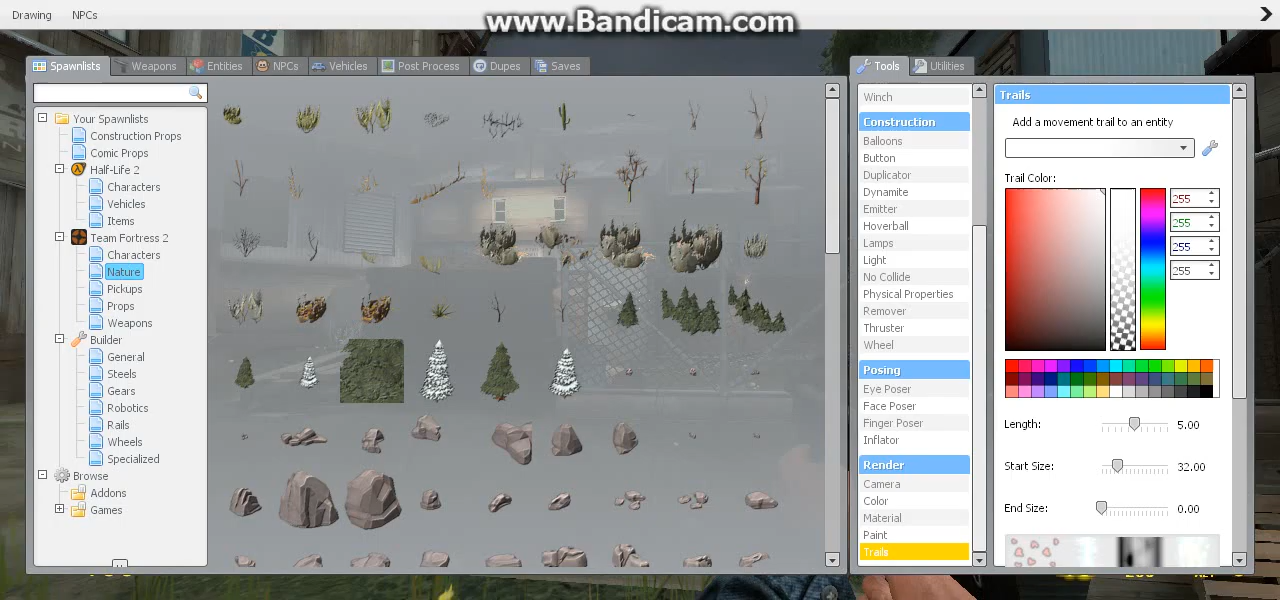 Drawing NPCs
www.Bandicam.com
Spawnlists Weapons Entities NPCs Vehicles Post Process Dupes Saves
Your Spawnlists
Construction Props
Comic Props
Half-Life 2
Characters
Vehicles
Items
Team Fortress 2
Characters
Nature
Pickups
Props
Weapons
Builder
General
Steels
Gears
Robotics
Rails
Wheels
Specialized
Browse
Addons
Games
Tools Utilities
Winch
Construction
Balloons
Button
Duplicator
Dynamite
Emitter
Hoverball
Lamps
Light
No Collide
Physical Properties
Remover
Thruster
Wheel
Posing
Eye Poser
Face Poser
Finger Poser
Inflator
Render
Camera
Color
Material
Paint
Trails
Trails
Add a movement trail to an entity
Trail Color:
255
255
255
255
Length: 5.00
Start Size: 32.00
End Size: 0.00